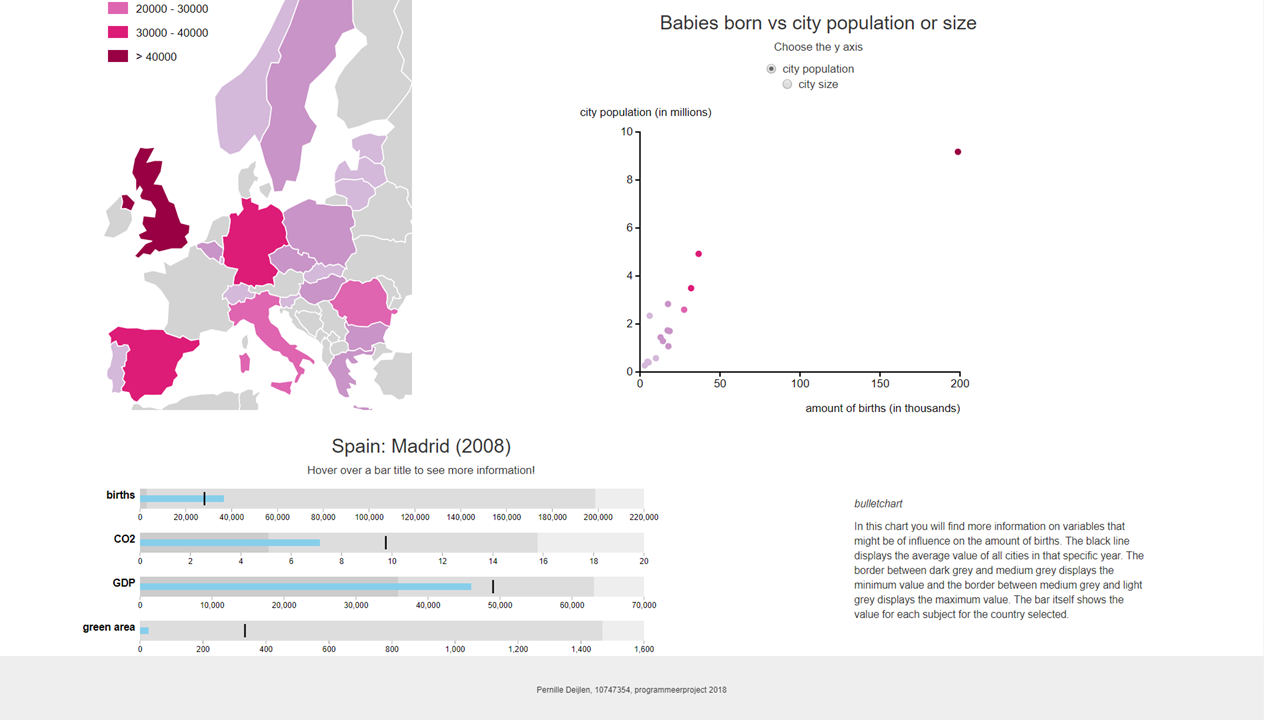 20000 - 30000
30000 - 40000
> 40000
Babies born vs city population or size
Choose the y axis
city population
city size
city population (in millions)
10
8
6
4
2
0
0 50 100 150 200
amount of births (in thousands)
Spain: Madrid (2008)
Hover over a bar title to see more information!
births
0 20,000 40,000 60,000 80,000 100,000 120,000 140,000 160,000 180,000 200,000 220,000
CO2
0 2 4 6 8 10 12 14 16 18 20
GDP
0 10,000 20,000 30,000 40,000 50,000 60,000 70,000
green area
0 200 400 600 800 1,000 1,200 1,400 1,600
bulletchart
In this chart you will find more information on variables that
might be of influence on the amount of births. The black line
displays the average value of all cities in that specific year. The
border between dark grey and medium grey displays the
minimum value and the border between medium grey and light
grey displays the maximum value. The bar itself shows the
value for each subject for the country selected.
Pernille Deijlen, 10747354, programmeerproject 2018